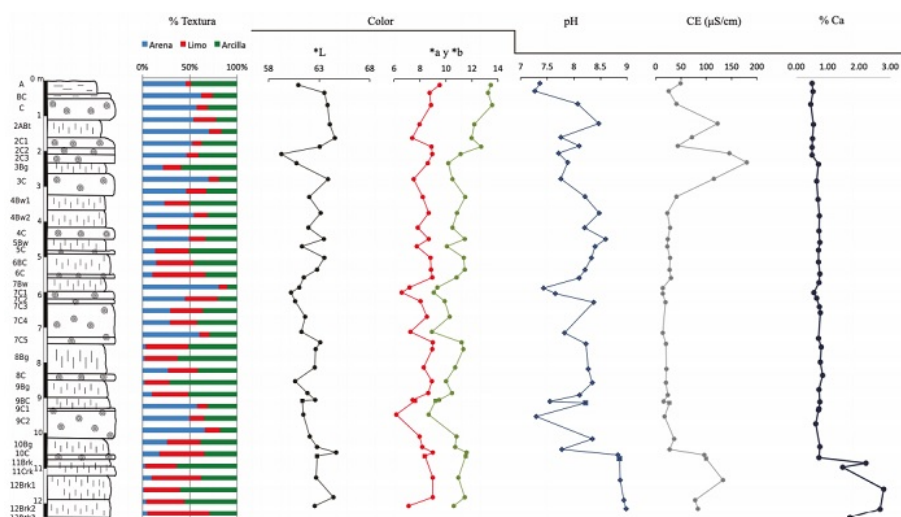 % Textura Color pH CE (µS/cm) % Ca
Arena Limo Arcilla *L *a y *b
0% 50% 100% 58 63 68 6 8 10 12 14 7 7.5 8 8.5 9 0 50 100 150 200 0.00 1.00 2.00 3.00
0 m
A
BC
C
1
2ABt
2C1
2C2
2
2C3
3Bg
3C
3
4Bw1
4Bw2
4
4C
5Bw
5C
5
6BC
6C
7Bw
7C1
6
7C4
7
7C5
8Bg
8
8C
9Bg
9BC
9
9C1
9C2
10
10Bg
10C
11Brk
11
11Crk
12Brk1
12
12Brk2